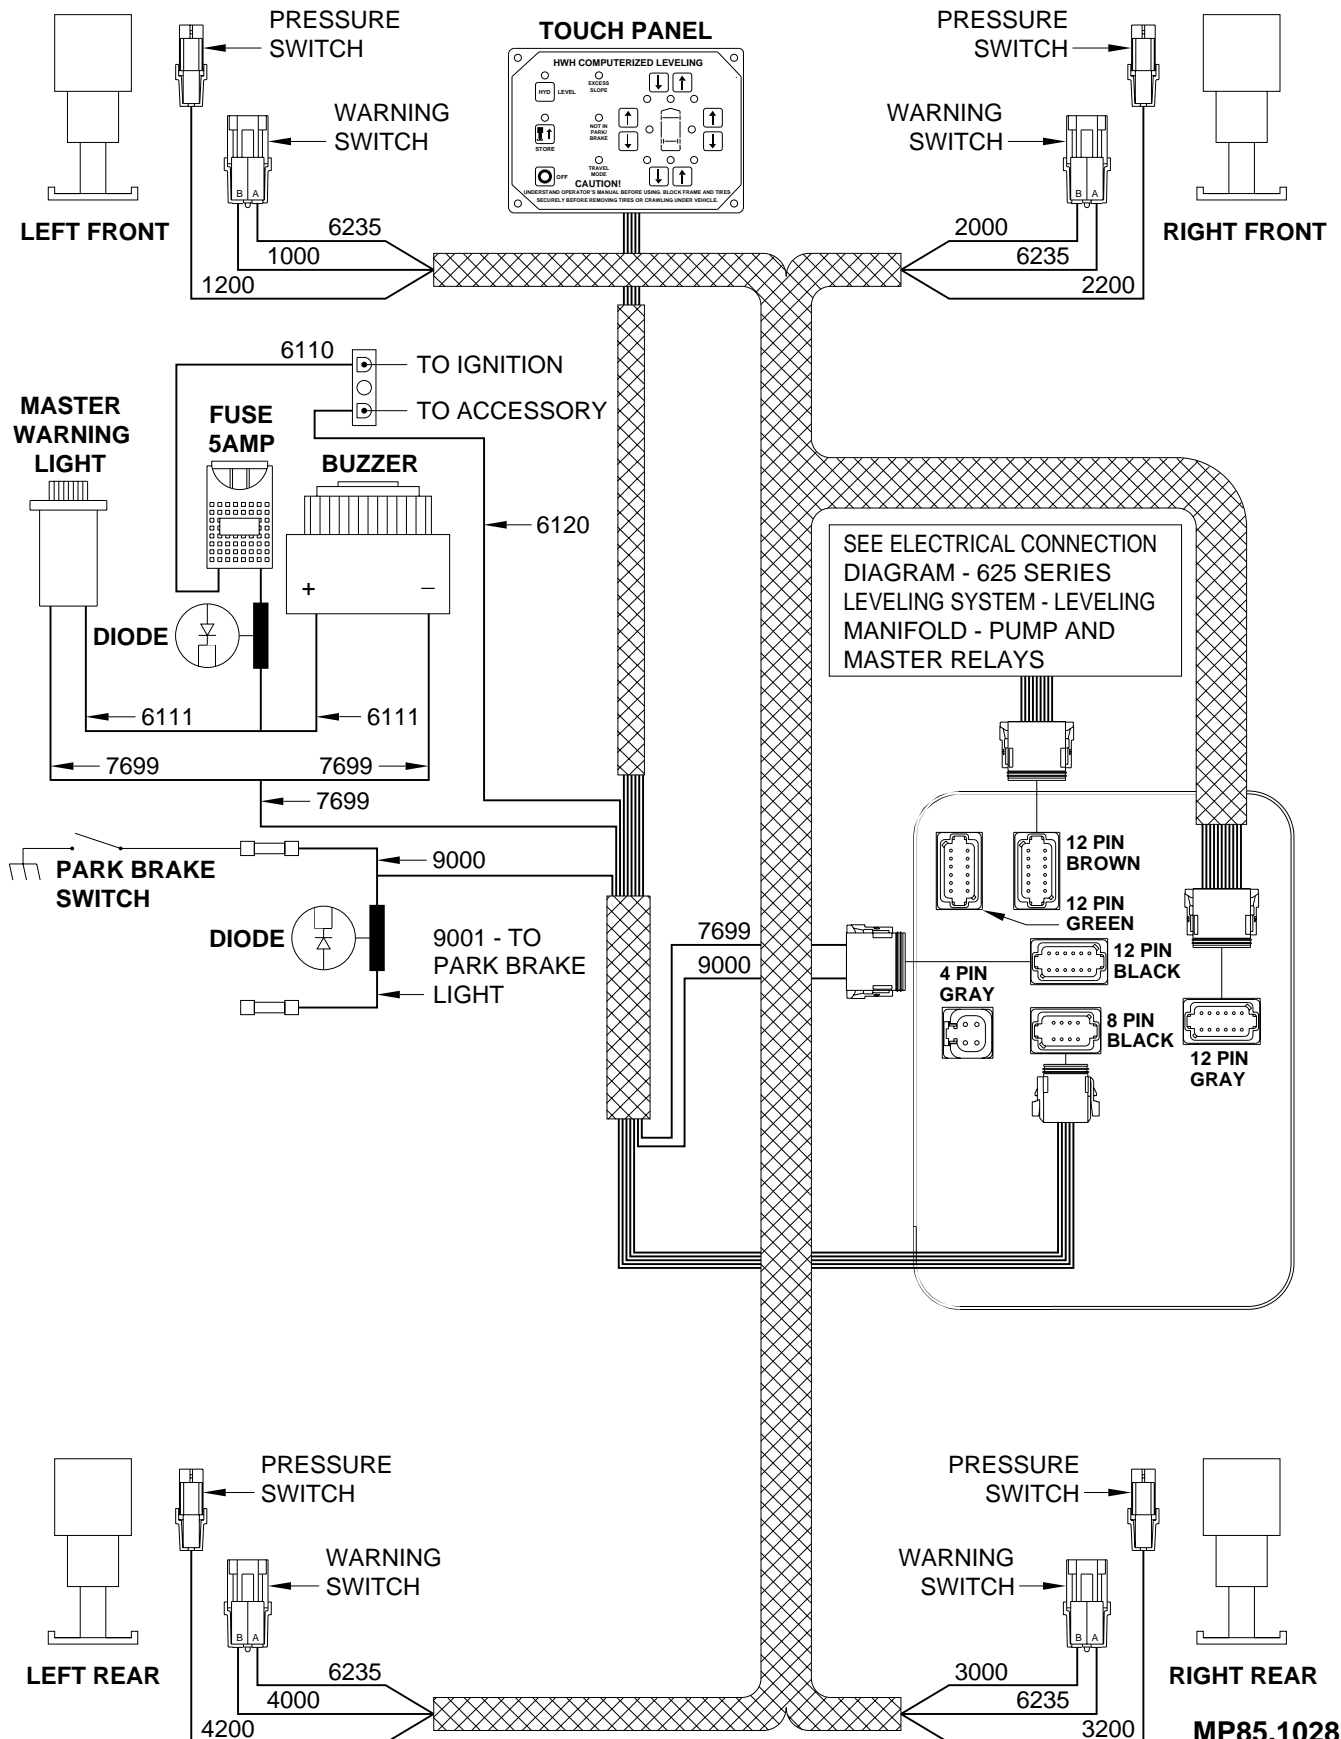 PRESSURE
SWITCH
TOUCH PANEL
PRESSURE
SWITCH
HWH COMPUTERIZED LEVELING
HYD
LEVEL
EXCESS
SLOPE
NOT IN
PARK/
BRAKE
STORE
TRAVEL
MODE
OFF
CAUTION!
UNDERSTAND OPERATOR'S MANUAL BEFORE USING. BLOCK FRAME AND TIRES
SECURELY BEFORE REMOVING TIRES OR CRAWLING UNDER VEHICLE.
WARNING
SWITCH
B A
WARNING
SWITCH
B A
LEFT FRONT
6235
1000
1200
2000
6235
2200
RIGHT FRONT
6110
TO IGNITION
TO ACCESSORY
MASTER
WARNING
LIGHT
FUSE
5AMP
BUZZER
6120
+ –
DIODE
SEE ELECTRICAL CONNECTION
DIAGRAM - 625 SERIES
LEVELING SYSTEM - LEVELING
MANIFOLD - PUMP AND
MASTER RELAYS
6111
6111
7699
7699
7699
PARK BRAKE
SWITCH
9000
DIODE
9001 - TO
PARK BRAKE
LIGHT
7699
9000
12 PIN
BROWN
12 PIN
GREEN
12 PIN
BLACK
4 PIN
GRAY
8 PIN
BLACK
12 PIN
GRAY
PRESSURE
SWITCH
PRESSURE
SWITCH
WARNING
SWITCH
B A
WARNING
SWITCH
B A
LEFT REAR
6235
4000
4200
3000
6235
3200
RIGHT REAR
MP85.1028